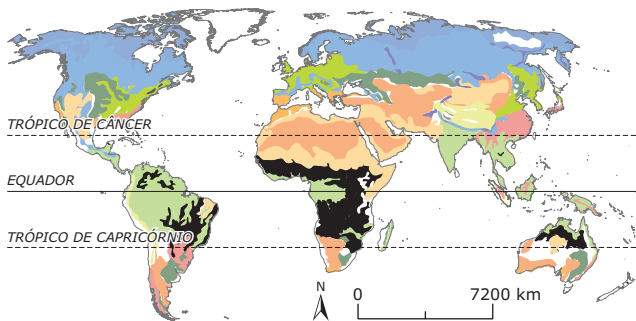 TRÓPICO DE CÂNCER
EQUADOR
TRÓPICO DE CAPRICÓRNIO
N
0 7200 km